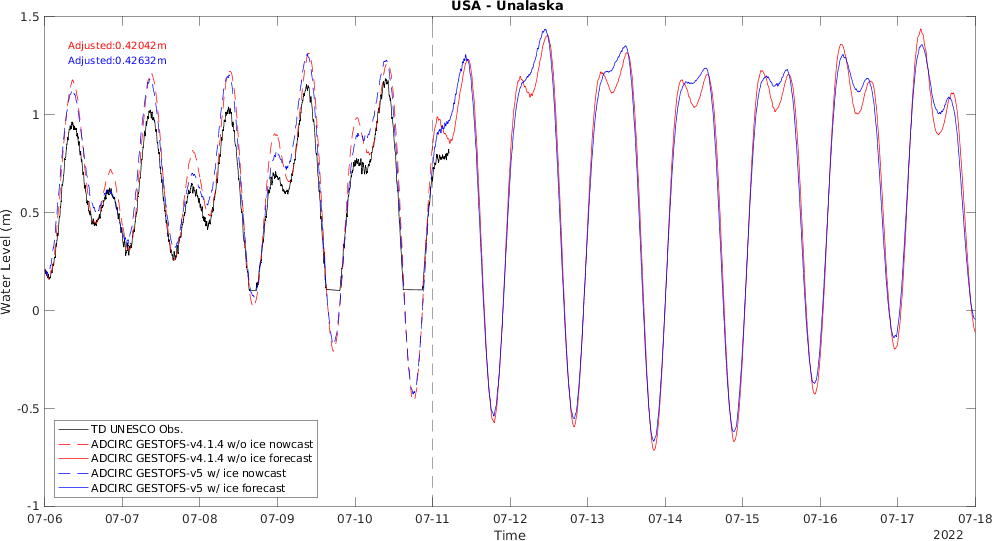 USA - Unalaska
Adjusted:0.42042m
Adjusted:0.42632m
Water Level (m)
1.5
1
0.5
0
-0.5
-1
TD UNESCO Obs.
ADCIRC GESTOFS-v4.1.4 w/o ice nowcast
ADCIRC GESTOFS-v4.1.4 w/o ice forecast
ADCIRC GESTOFS-v5 w/ ice nowcast
ADCIRC GESTOFS-v5 w/ ice forecast
07-06 07-07 07-08 07-09 07-10 07-11 07-12 07-13 07-14 07-15 07-16 07-17 07-18
Time
2022